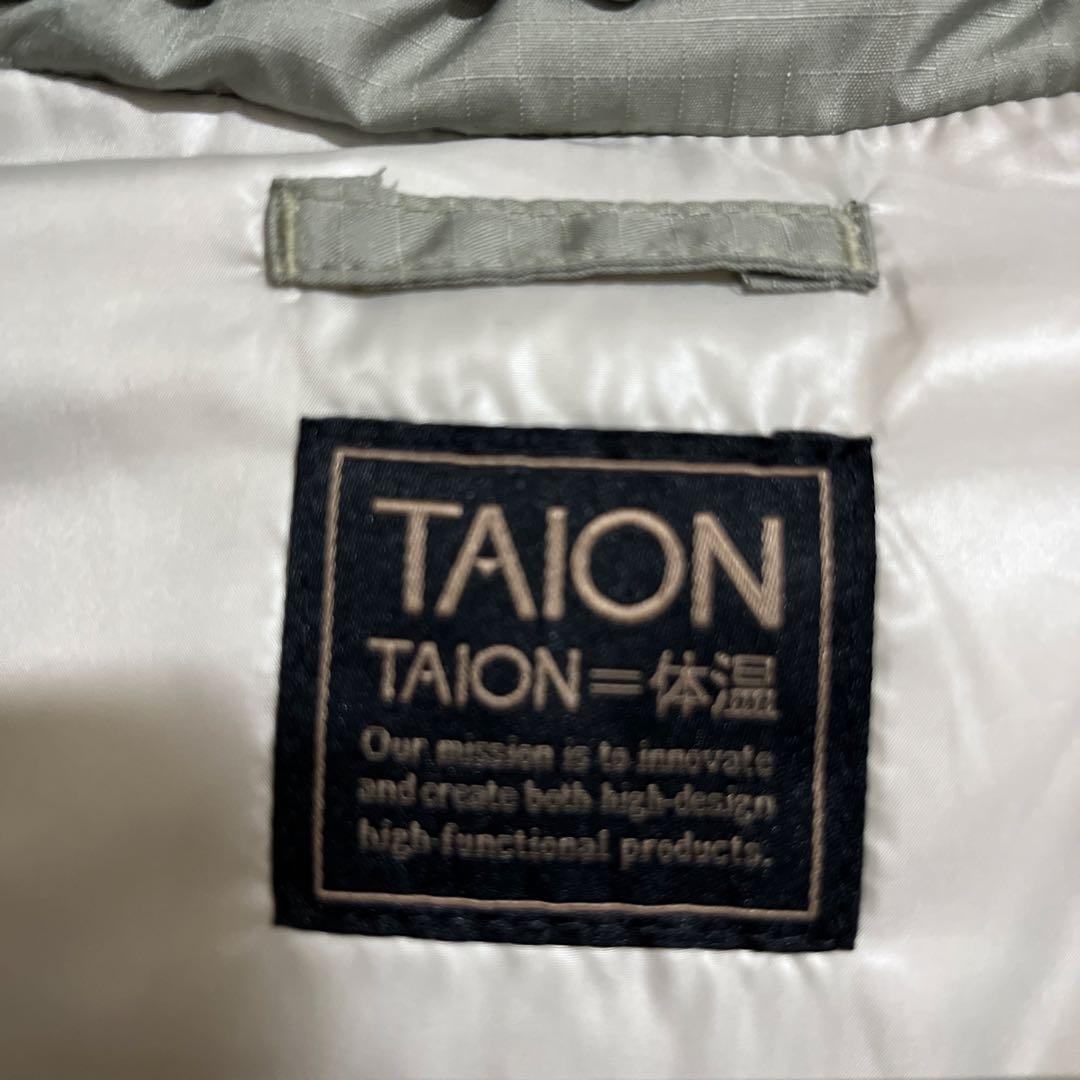 TAION
TAION=体温
Our mission is to innovate
and create both high-design
high-functional products.